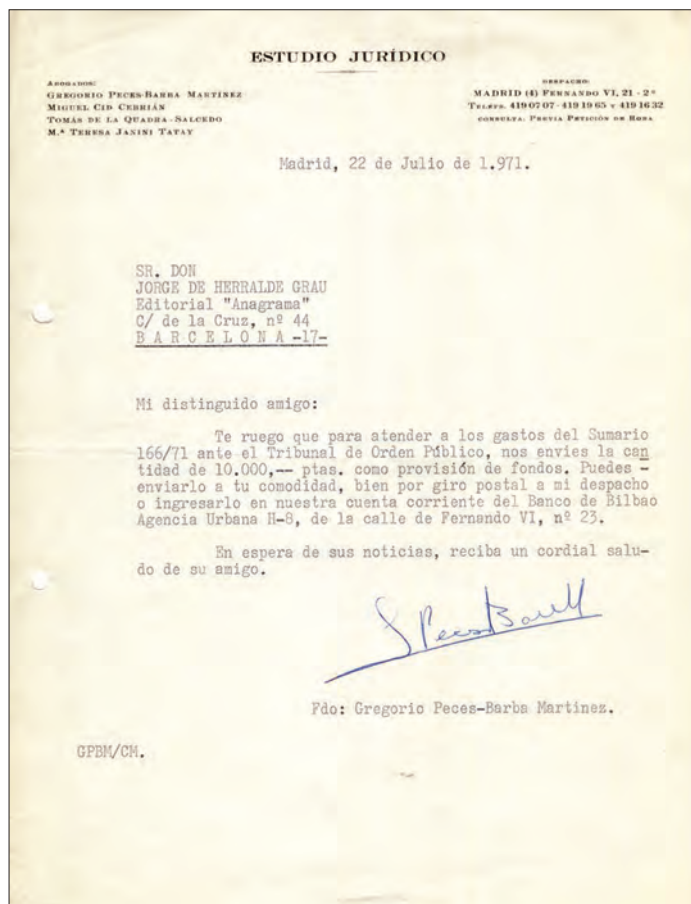 ESTUDIO JURÍDICO
ABOGADOS:
GREGORIO PECES-BARBA MARTÍNEZ
MIGUEL CID CEBRIÁN
TOMÁS DE LA QUADRA-SALCEDO
M.ª TERESA JANINI TATAY
DESPACHO:
MADRID (4) FERNANDO VI, 21 - 2º
TELEFS. 419 07 07 - 419 19 65 Y 419 16 32
CONSULTA: PREVIA PETICIÓN DE HORA
Madrid, 22 de Julio de 1.971.
SR. DON
JORGE DE HERRALDE GRAU
Editorial "Anagrama"
C/ de la Cruz, nº 44
B A R C E L O N A -17-
Mi distinguido amigo:
Te ruego que para atender a los gastos del Sumario
166/71 ante el Tribunal de Orden Público, nos envies la can
tidad de 10.000,-- ptas. como provisión de fondos. Puedes -
enviarlo a tu comodidad, bien por giro postal a mi despacho
o ingresarlo en nuestra cuenta corriente del Banco de Bilbao
Agencia Urbana H-8, de la calle de Fernando VI, nº 23.
En espera de sus noticias, reciba un cordial salu-
do de su amigo.
Fdo: Gregorio Peces-Barba Martinez.
GPBM/CM.